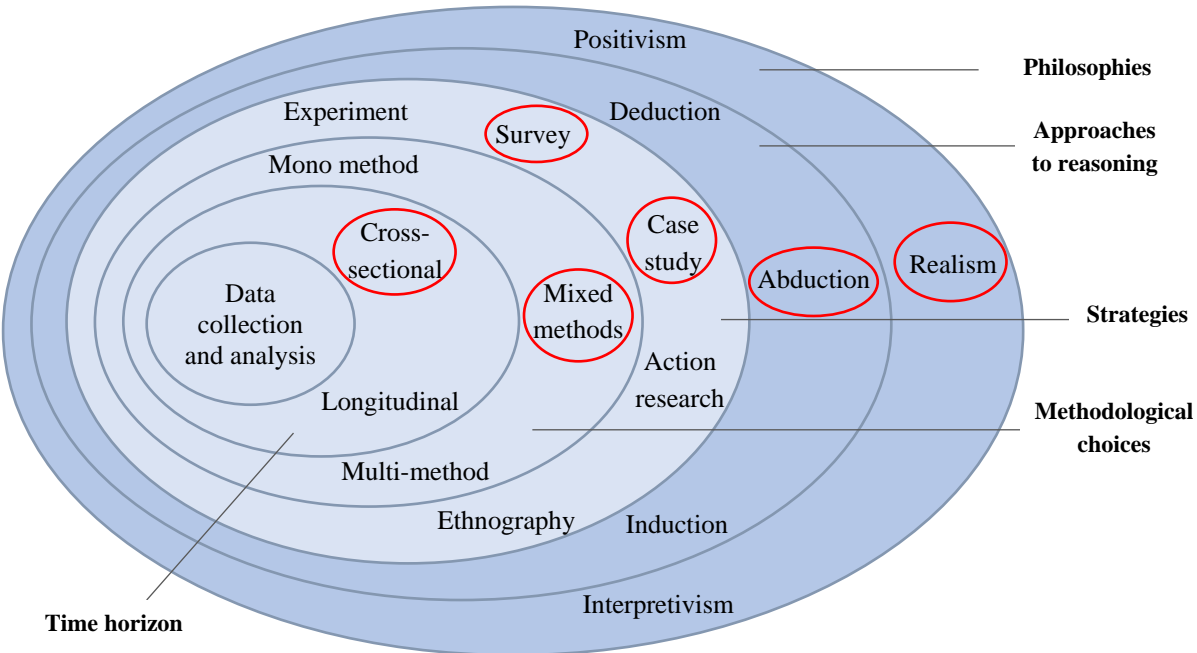 Positivism
Philosophies
Experiment
Deduction
Survey
Approaches
to reasoning
Mono method
Cross-
sectional
Case
study
Realism
Abduction
Data
collection
and analysis
Mixed
methods
Strategies
Action
research
Longitudinal
Methodological
choices
Multi-method
Ethnography
Induction
Interpretivism
Time horizon